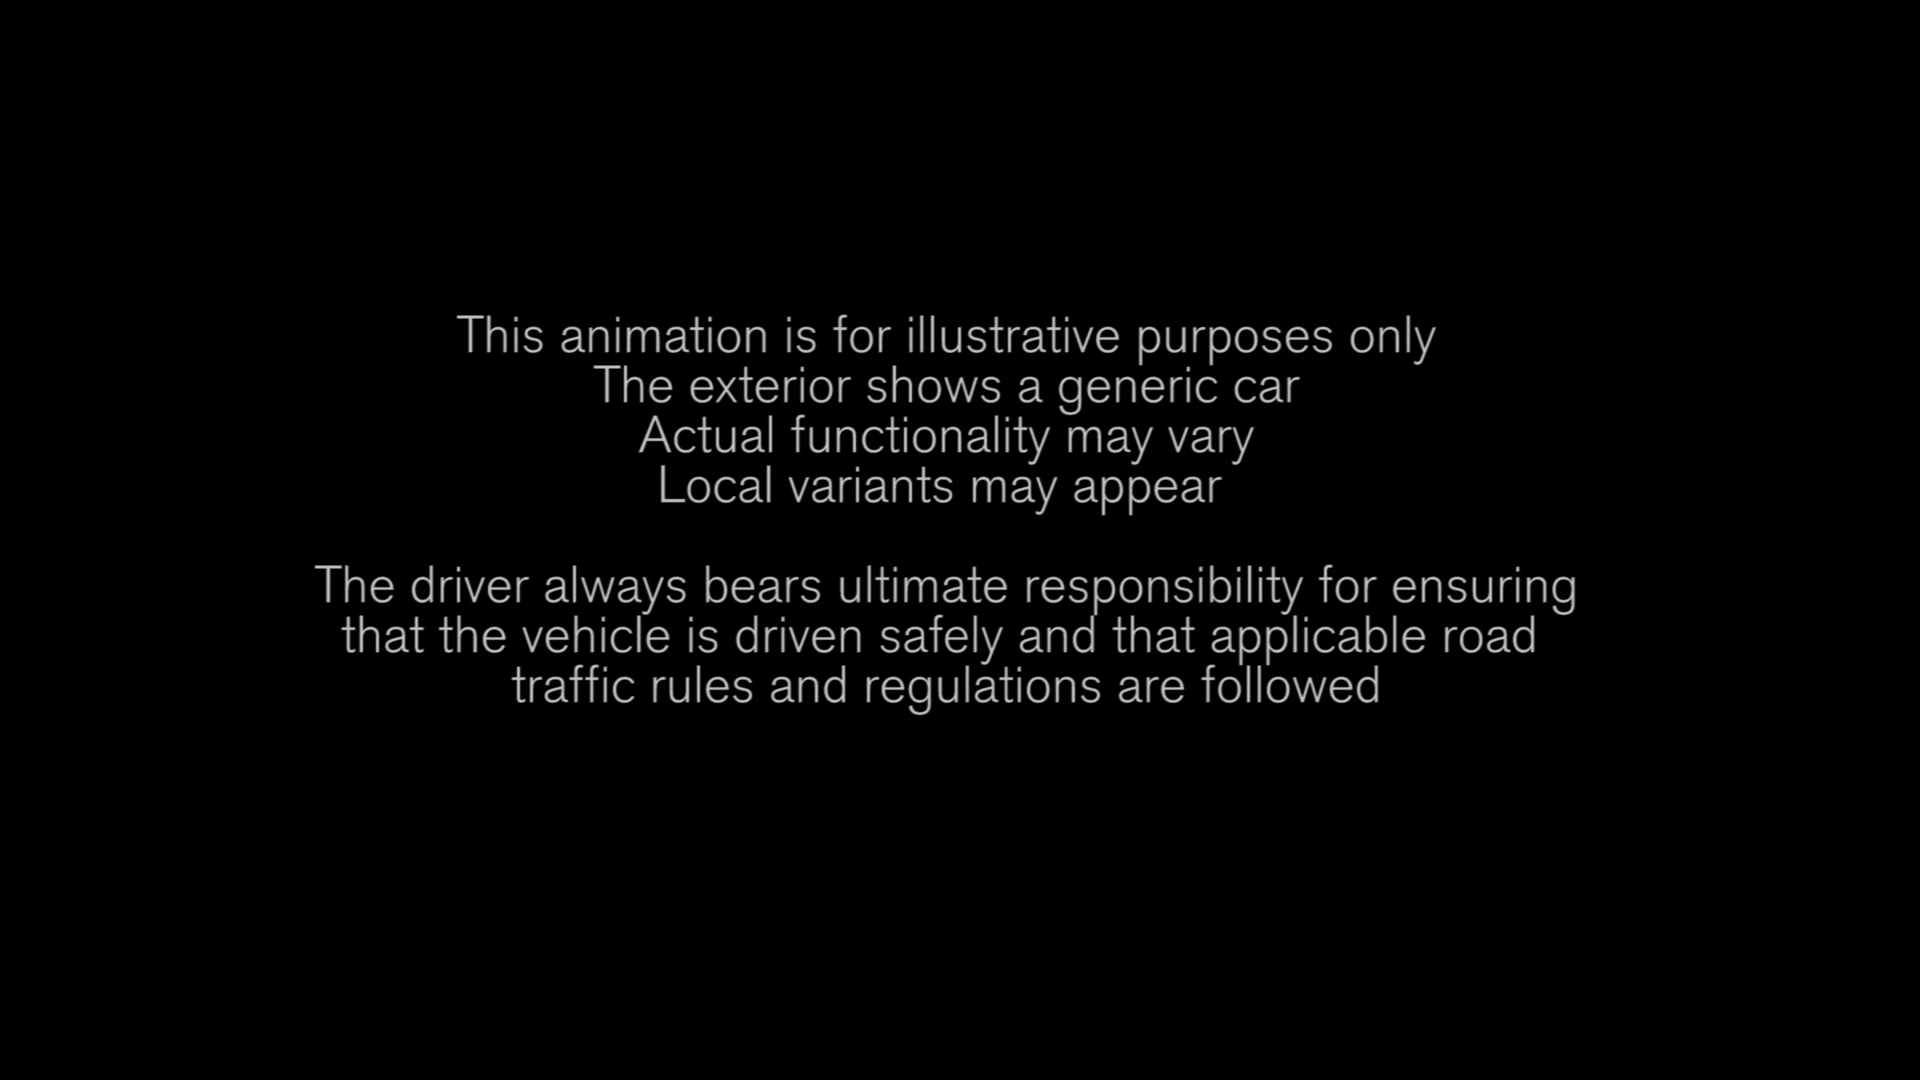 This animation is for illustrative purposes only
The exterior shows a generic car
Actual functionality may vary
Local variants may appear
The driver always bears ultimate responsibility for ensuring
that the vehicle is driven safely and that applicable road
traffic rules and regulations are followed